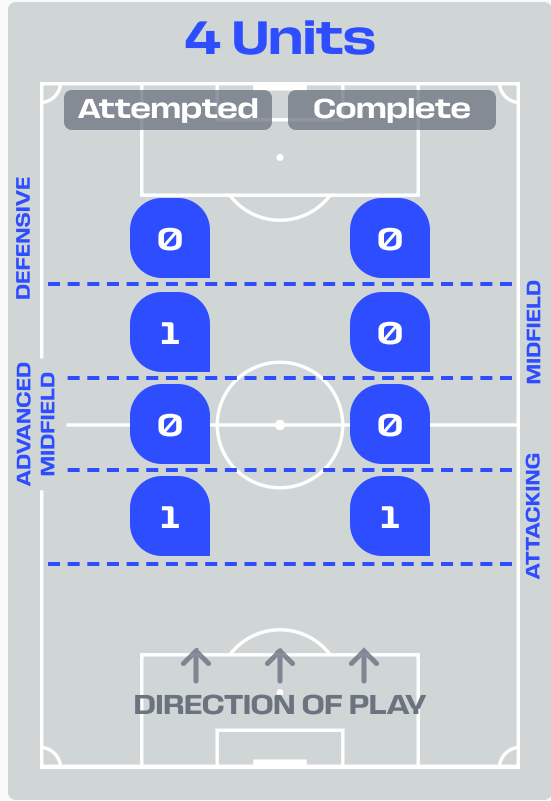 4 Units
Attempted Complete
DEFENSIVE
0 0
MIDFIELD
1 0
ADVANCED
MIDFIELD
0 0
ATTACKING
1 1
DIRECTION OF PLAY